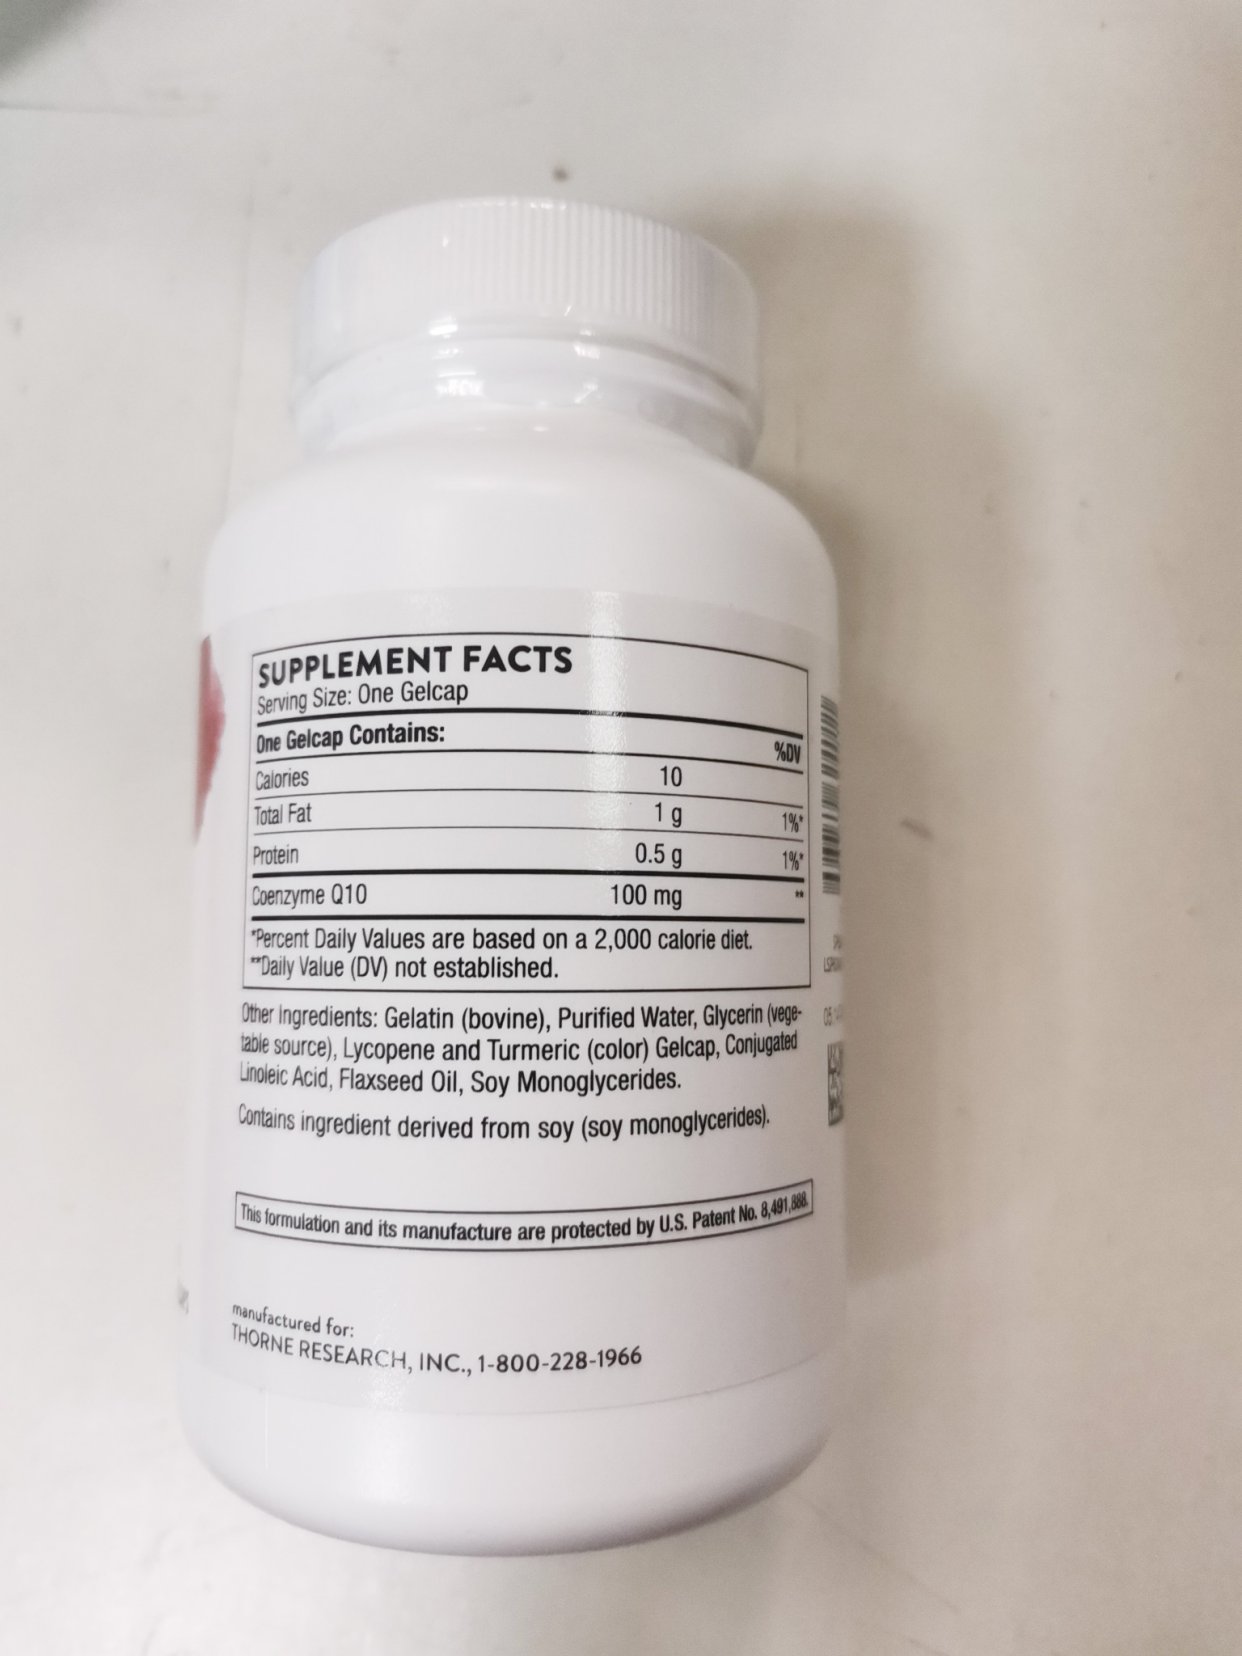 SUPPLEMENT FACTS
Serving Size: One Gelcap
One Gelcap Contains:
%DV
Calories 10
Total Fat 1 g 1%*
Protein 0.5 g 1%*
Coenzyme Q10 100 mg **
*Percent Daily Values are based on a 2,000 calorie diet.
**Daily Value (DV) not established.
Other Ingredients: Gelatin (bovine), Purified Water, Glycerin (vege-
table source), Lycopene and Turmeric (color) Gelcap, Conjugated
Linoleic Acid, Flaxseed Oil, Soy Monoglycerides.
Contains ingredient derived from soy (soy monoglycerides).
This formulation and its manufacture are protected by U.S. Patent No. 8,491,888.
manufactured for:
THORNE RESEARCH, INC., 1-800-228-1966